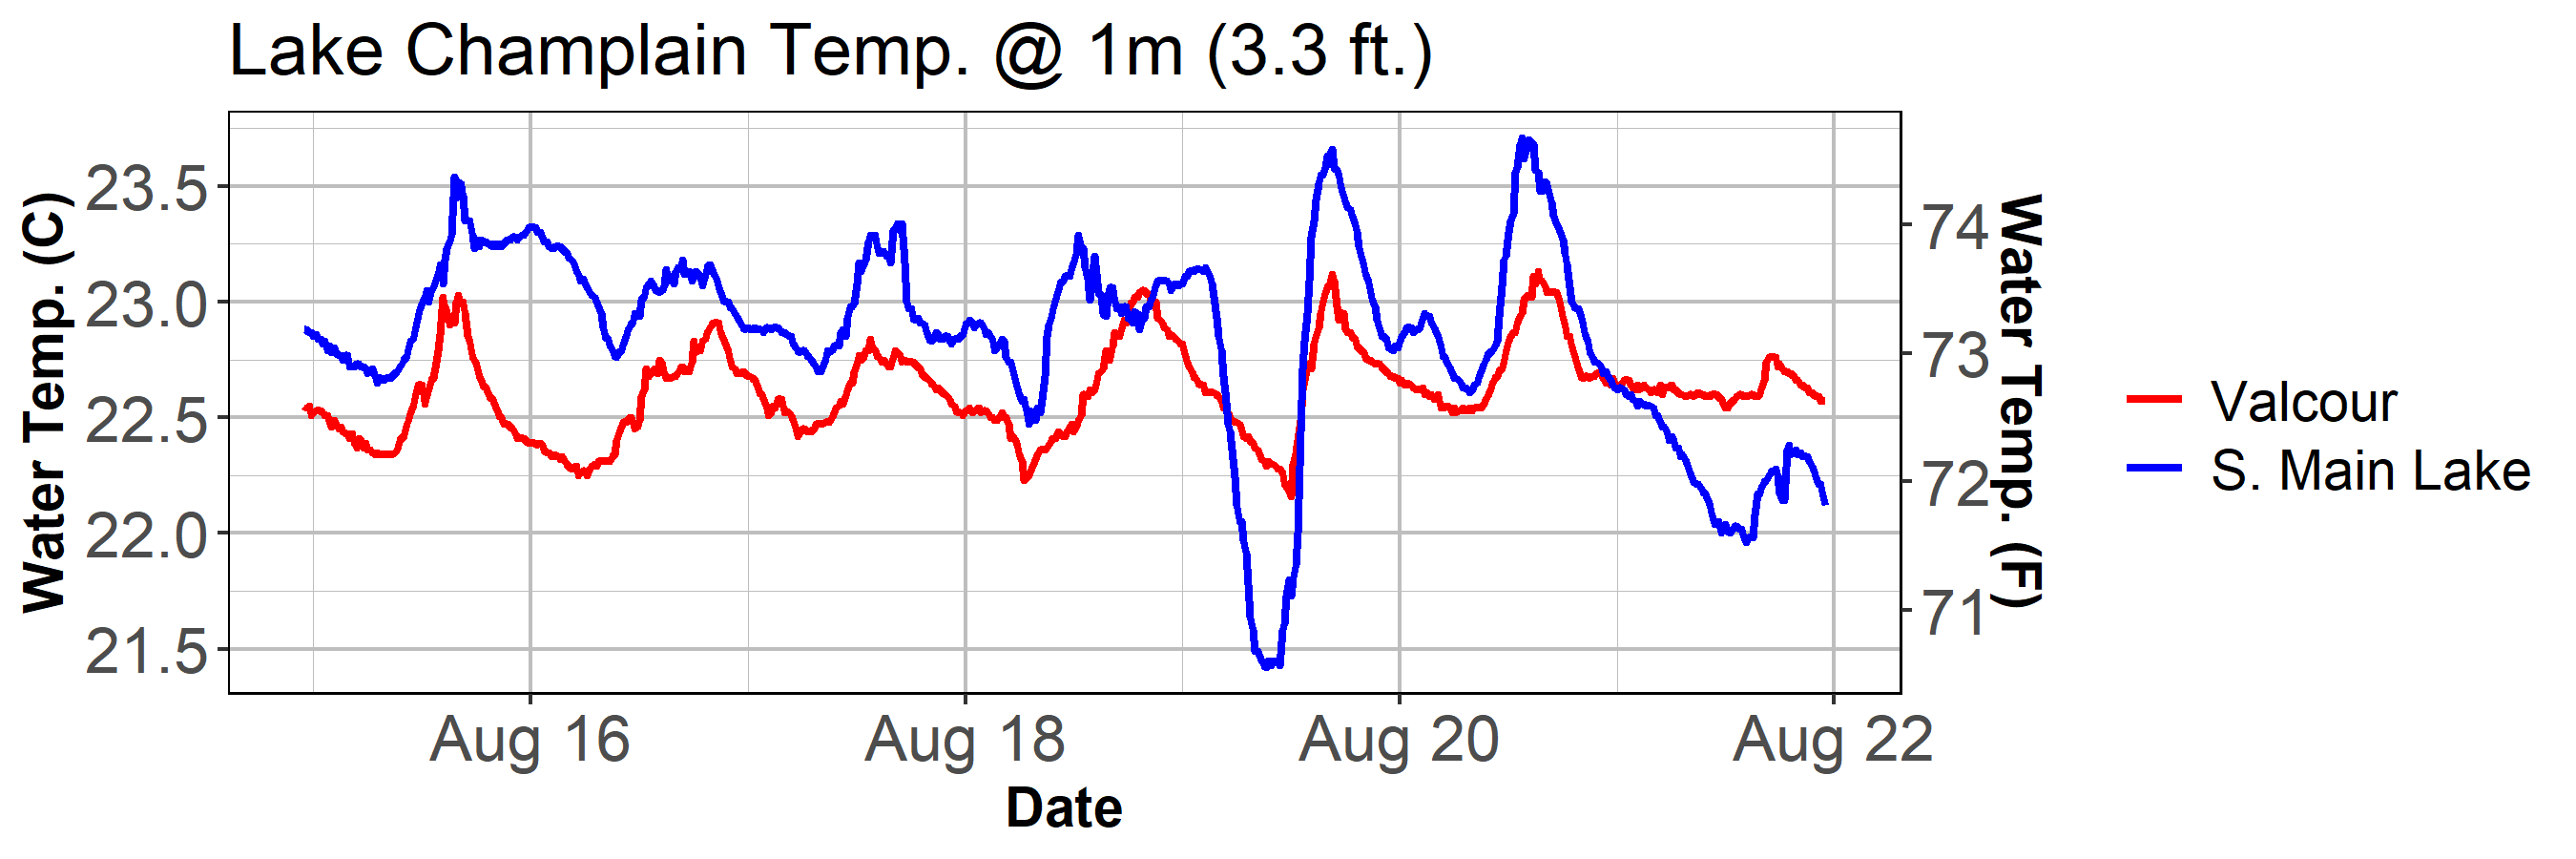 Lake Champlain Temp. @ 1m (3.3 ft.)
Water Temp. (C)
23.5
23.0
22.5
22.0
21.5
74
73
72
71
Water Temp. (F)
Aug 16
Aug 18
Aug 20
Aug 22
Date
Valcour
S. Main Lake